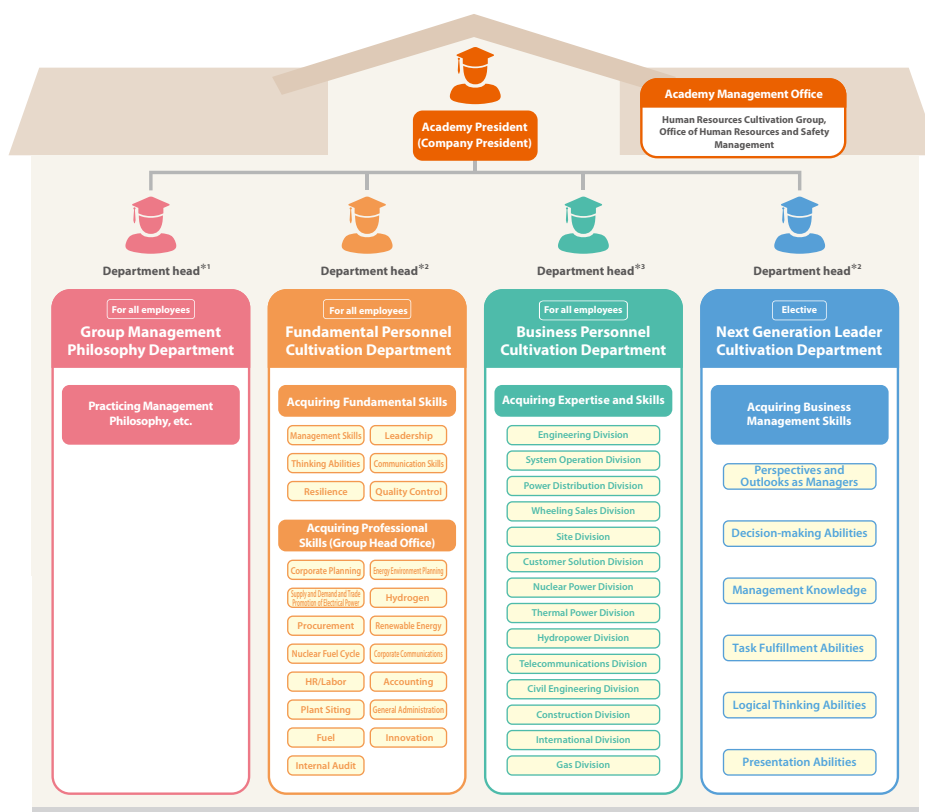 Academy President
(Company President)
Academy Management Office
Human Resources Cultivation Group,
Office of Human Resources and Safety
Management
Department head*1
For all employees
Group Management
Philosophy Department
Practicing Management
Philosophy, etc.
Department head*2
For all employees
Fundamental Personnel
Cultivation Department
Acquiring Fundamental Skills
Management Skills
Leadership
Thinking Abilities
Communication Skills
Resilience
Quality Control
Acquiring Professional
Skills (Group Head Office)
Corporate Planning
Energy Environment Planning
Supply and Demand and Trade
Promotion of Electrical Power
Hydrogen
Procurement
Renewable Energy
Nuclear Fuel Cycle
Corporate Communications
HR/Labor
Accounting
Plant Siting
General Administration
Fuel
Innovation
Internal Audit
Department head*3
For all employees
Business Personnel
Cultivation Department
Acquiring Expertise and Skills
Engineering Division
System Operation Division
Power Distribution Division
Wheeling Sales Division
Site Division
Customer Solution Division
Nuclear Power Division
Thermal Power Division
Hydropower Division
Telecommunications Division
Civil Engineering Division
Construction Division
International Division
Gas Division
Department head*2
Elective
Next Generation Leader
Cultivation Department
Acquiring Business
Management Skills
Perspectives and
Outlooks as Managers
Decision-making Abilities
Management Knowledge
Task Fulfillment Abilities
Logical Thinking Abilities
Presentation Abilities